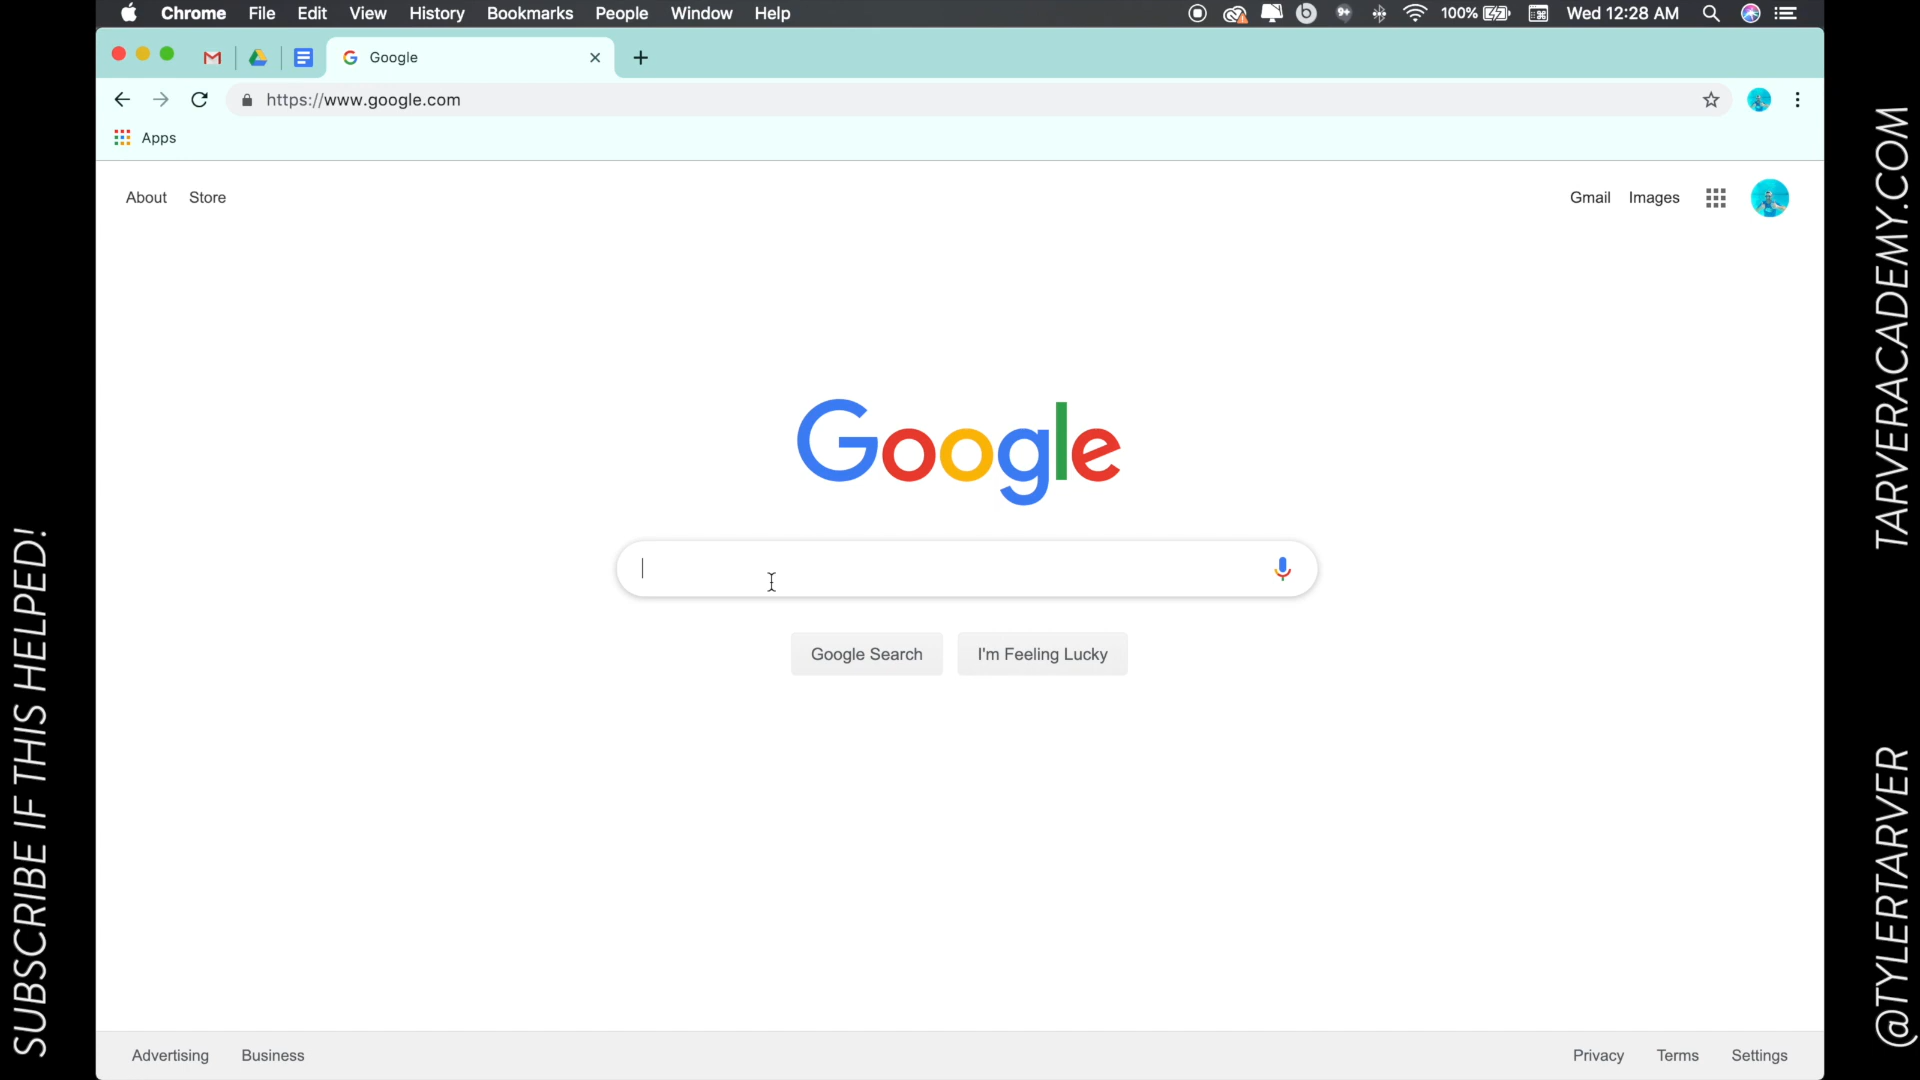 Chrome File Edit View History Bookmarks People Window Help 9+ 100% Wed 12:28 AM
Google
https://www.google.com
Apps
About Store Gmail Images
Google
Google Search I'm Feeling Lucky
Advertising Business Privacy Terms Settings
SUBSCRIBE IF THIS HELPED!
TARVERACADEMY.COM
@TYLERTARVER